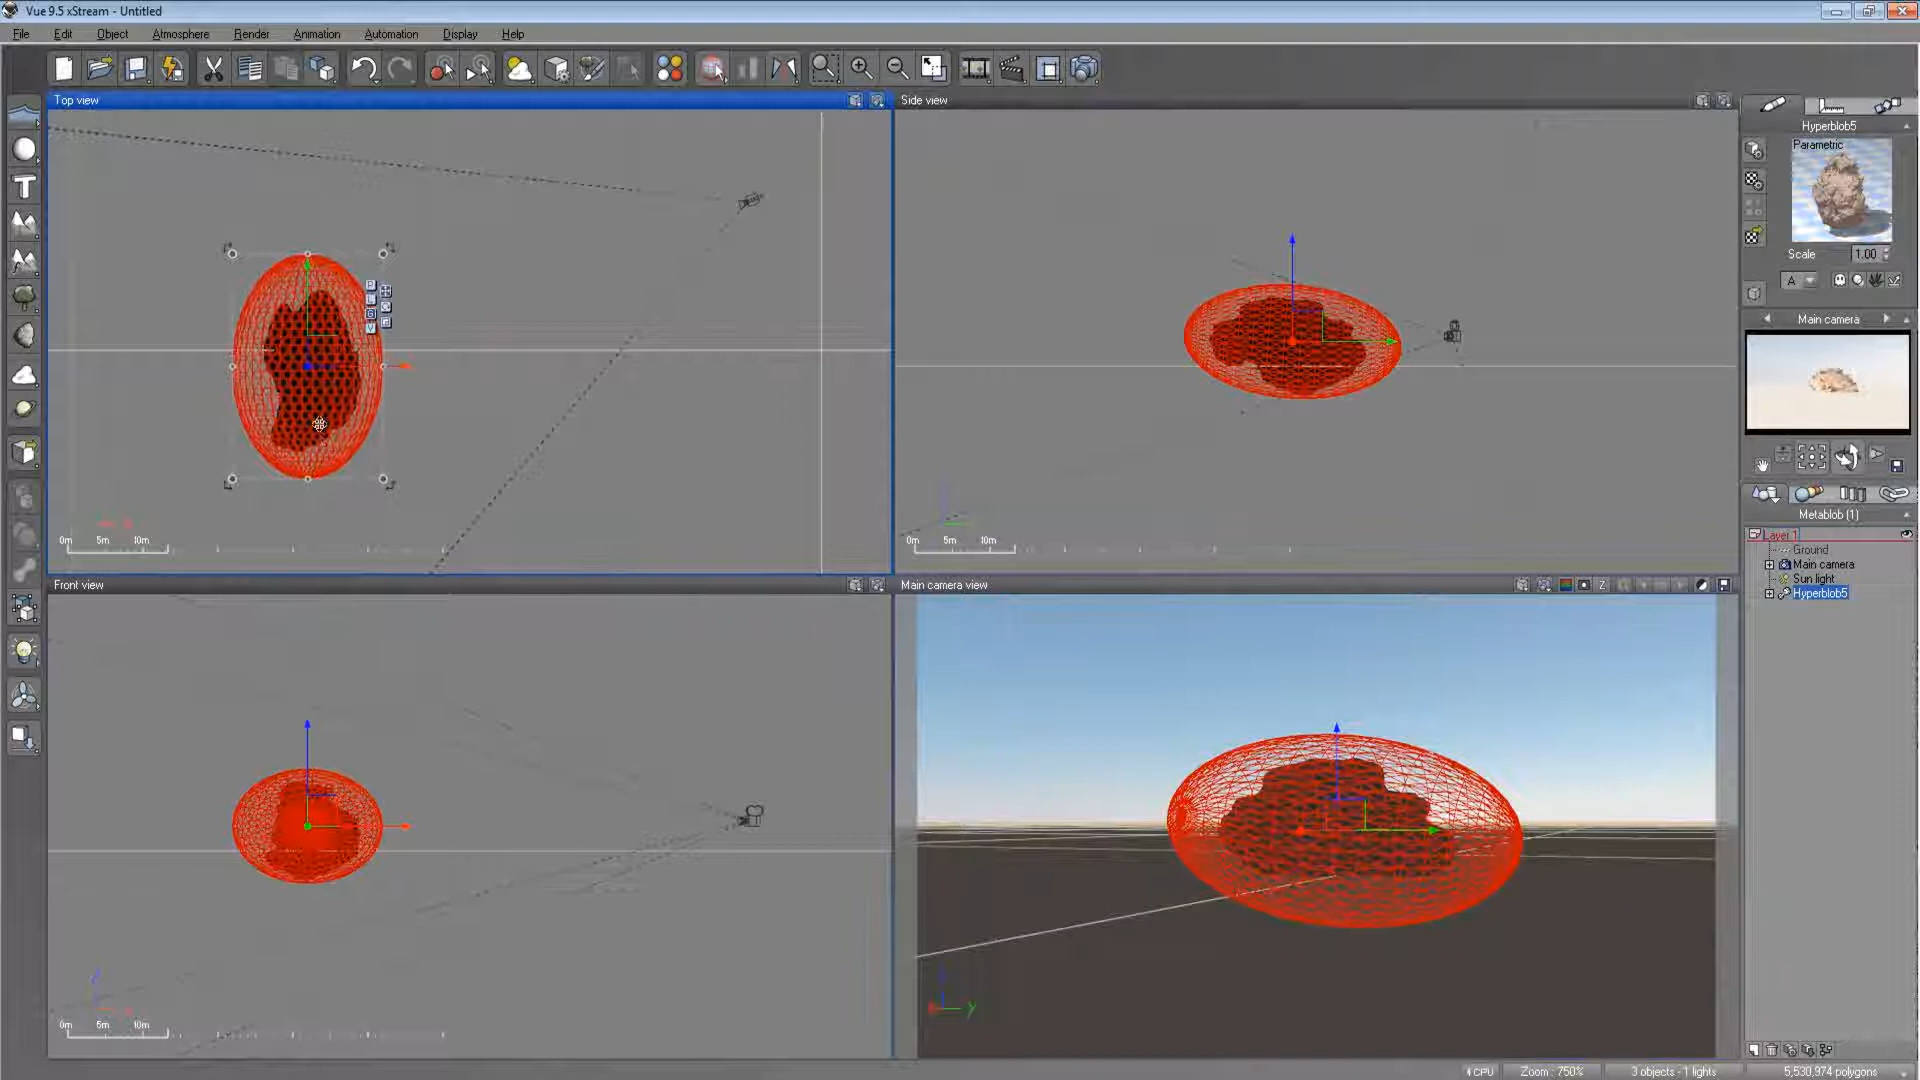 Vue 9.5 xStream - Untitled
File Edit Object Atmosphere Render Animation Automation Display Help
Top view
Side view
Hyperblob5
Parametric
Scale 1.00
A
Main camera
0m 5m 10m
0m 5m 10m
Metablob (1)
Layer 1
Ground
Main camera
Sun light
Hyperblob5
Front view
Main camera view
Z
y
0m 5m 10m
CPU
Zoom : 750%
3 objects - 1 lights
5,530,974 polygons